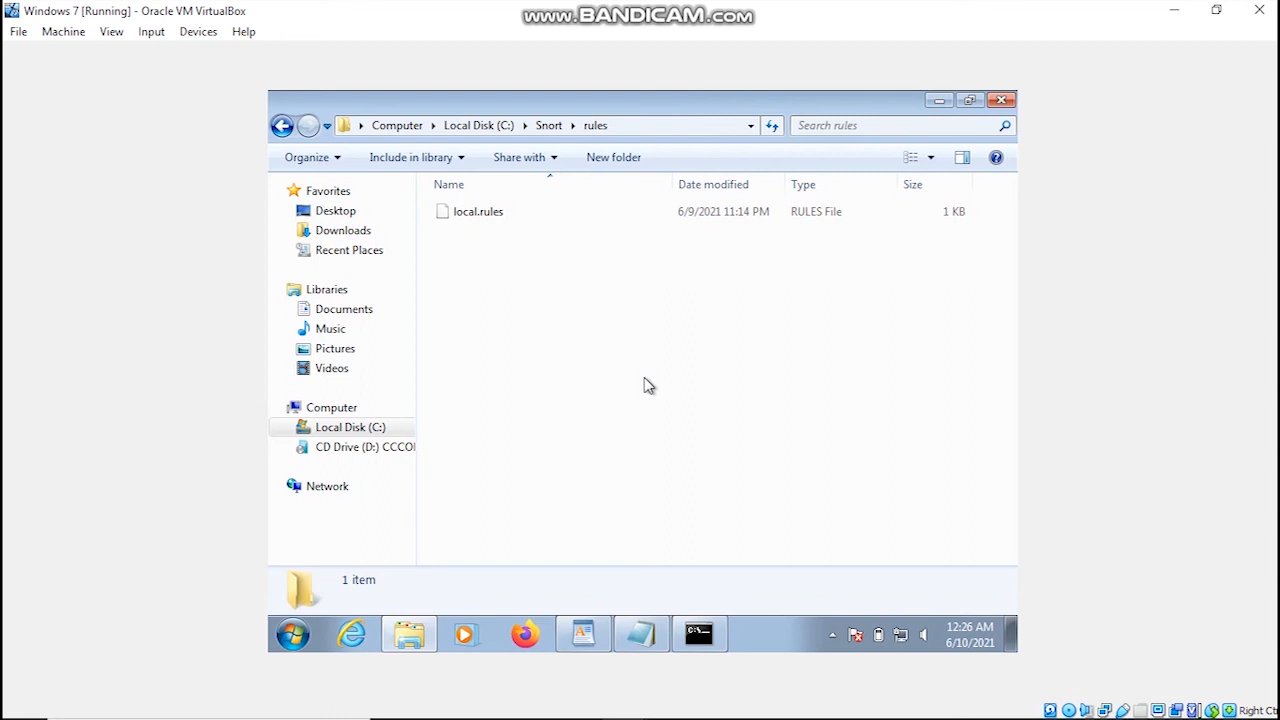 Windows 7 [Running] - Oracle VM VirtualBox
www.BANDICAM.com
File Machine View Input Devices Help
Computer Local Disk (C:) Snort rules
Search rules
Organize Include in library Share with New folder
Name Date modified Type Size
local.rules 6/9/2021 11:14 PM RULES File 1 KB
Favorites
Desktop
Downloads
Recent Places
Libraries
Documents
Music
Pictures
Videos
Computer
Local Disk (C:)
CD Drive (D:) CCCO
Network
1 item
12:26 AM
6/10/2021
Right Ct